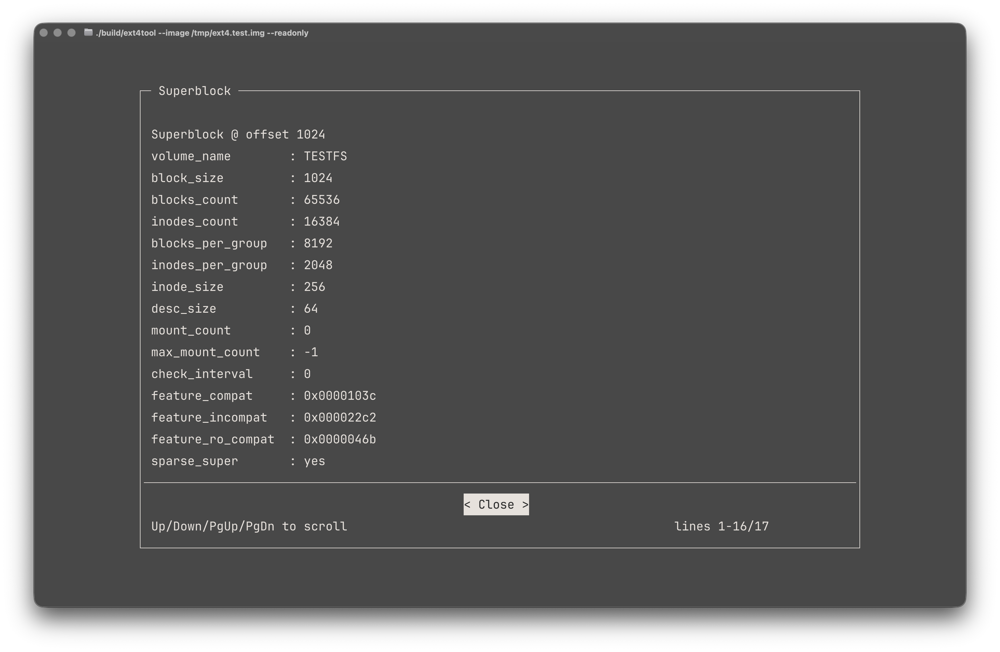 ./build/ext4tool --image /tmp/ext4.test.img --readonly
Superblock
Superblock @ offset 1024
volume_name        : TESTFS
block_size         : 1024
blocks_count       : 65536
inodes_count       : 16384
blocks_per_group   : 8192
inodes_per_group   : 2048
inode_size         : 256
desc_size          : 64
mount_count        : 0
max_mount_count    : -1
check_interval     : 0
feature_compat     : 0x0000103c
feature_incompat   : 0x000022c2
feature_ro_compat  : 0x0000046b
sparse_super       : yes
< Close >
Up/Down/PgUp/PgDn to scroll lines 1-16/17